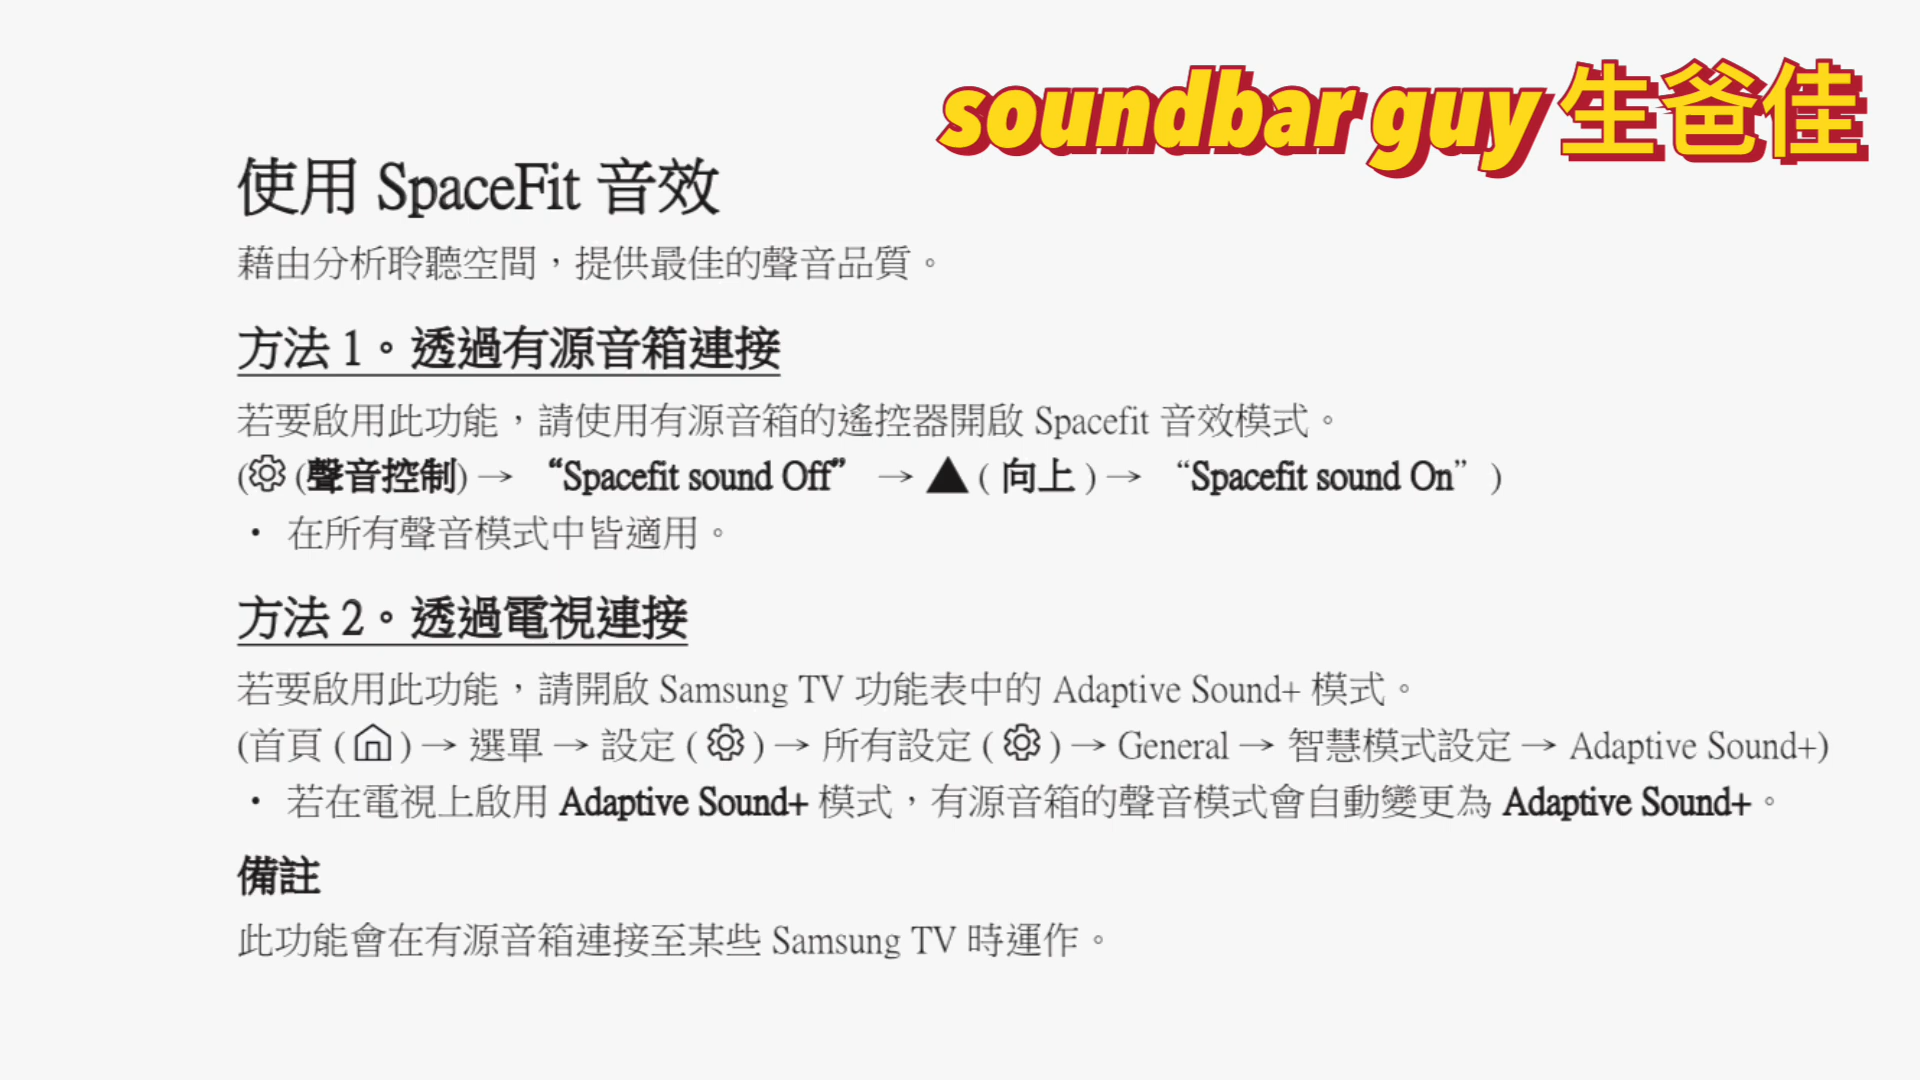 soundbar guy 生爸佳
使用 SpaceFit 音效
藉由分析聆聽空間，提供最佳的聲音品質。
方法 1。透過有源音箱連接
若要啟用此功能，請使用有源音箱的遙控器開啟 Spacefit 音效模式。
( (聲音控制) → “Spacefit sound Off” → ▲ ( 向上 ) → “Spacefit sound On” )
• 在所有聲音模式中皆適用。
方法 2。透過電視連接
若要啟用此功能，請開啟 Samsung TV 功能表中的 Adaptive Sound+ 模式。
(首頁 ( ) → 選單 → 設定 ( ) → 所有設定 ( ) → General → 智慧模式設定 → Adaptive Sound+)
• 若在電視上啟用 Adaptive Sound+ 模式，有源音箱的聲音模式會自動變更為 Adaptive Sound+。
備註
此功能會在有源音箱連接至某些 Samsung TV 時運作。